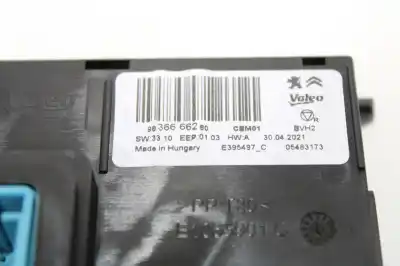 Valeo
98 366 662 80 CBM01 BVH2
SW:33.10 EEP:01.03 HW:A 30.04.2021
Made in Hungary E395497_C 06483173